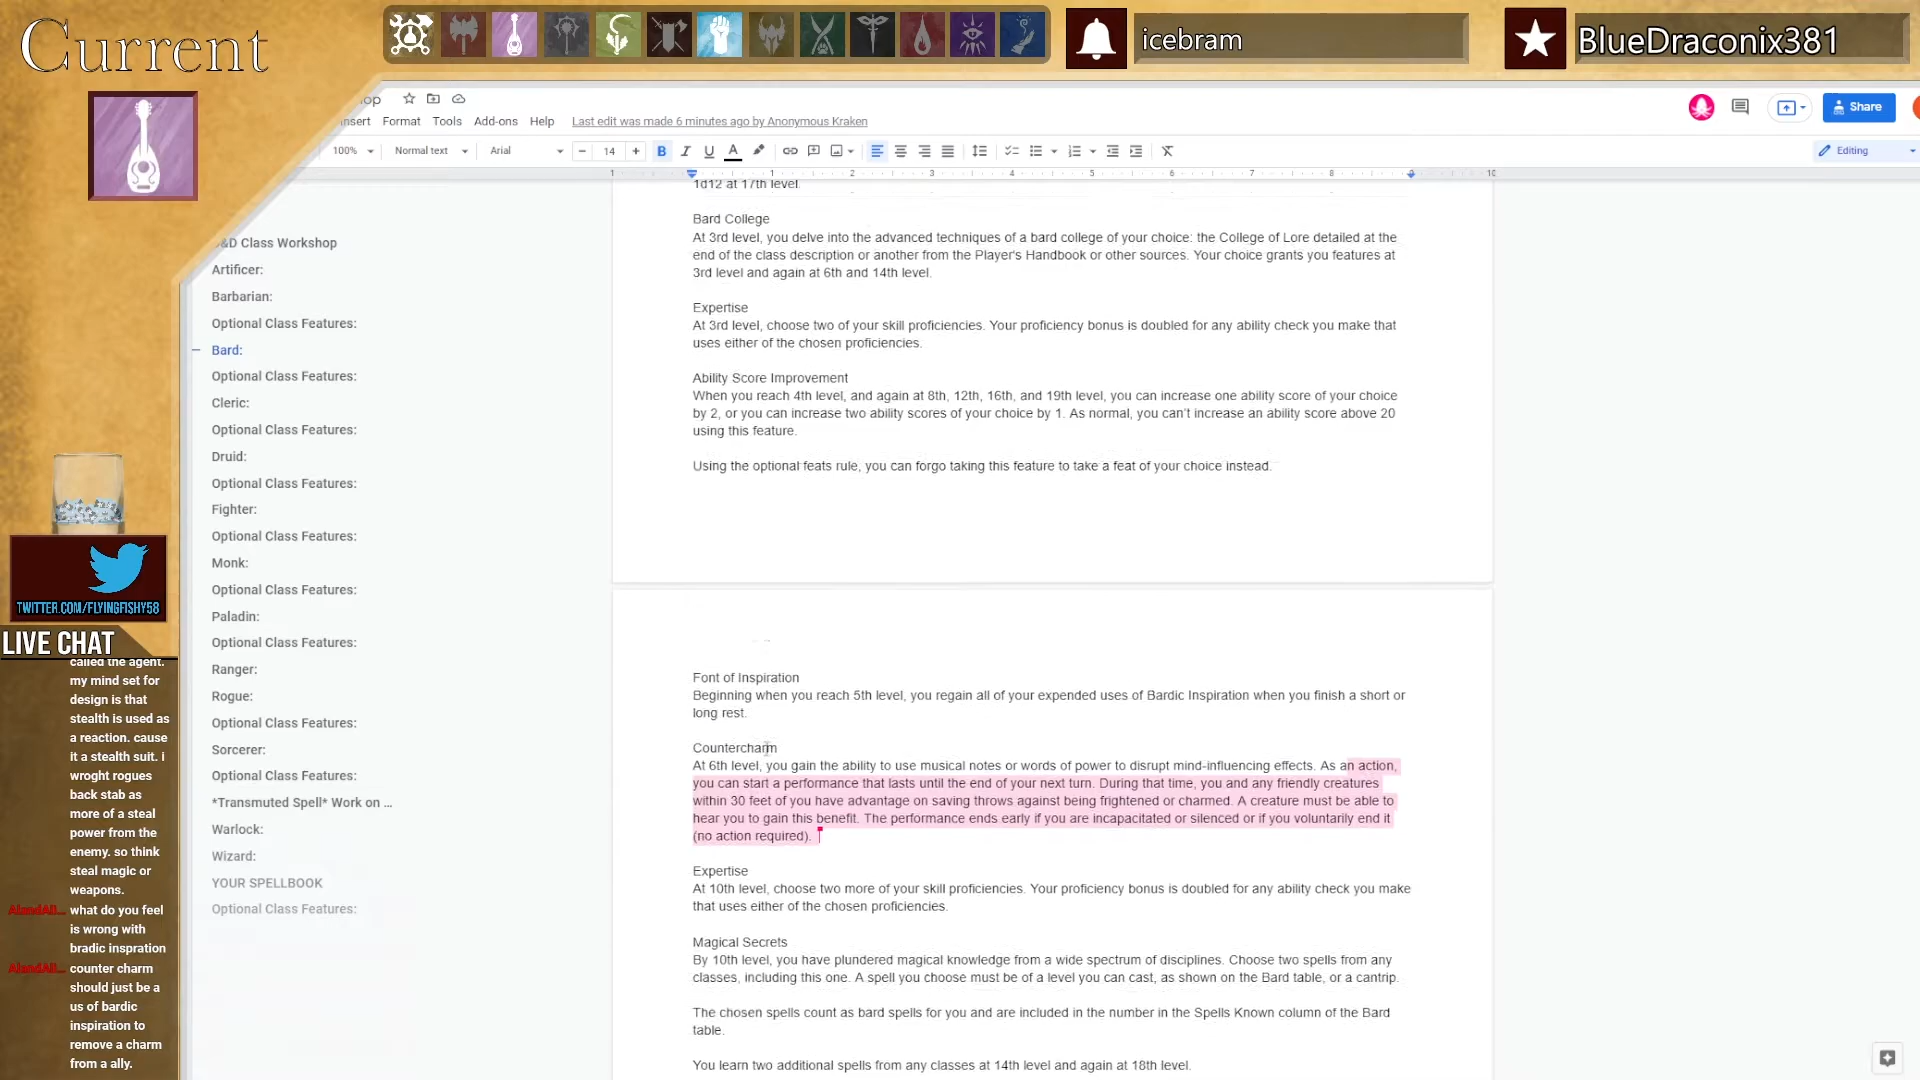 Current
icebram
BlueDraconix381
op
Insert Format Tools Add-ons Help Last edit was made 6 minutes ago by Anonymous Kraken
Share
100% Normal text Arial 14 Editing
1 1 2 3 4 5 6 7 8 9 10
&D Class Workshop
Artificer:
Barbarian:
Optional Class Features:
Bard:
Optional Class Features:
Cleric:
Optional Class Features:
Druid:
Optional Class Features:
Fighter:
Optional Class Features:
Monk:
Optional Class Features:
Paladin:
Optional Class Features:
Ranger:
Rogue:
Optional Class Features:
Sorcerer:
Optional Class Features:
*Transmuted Spell* Work on ...
Warlock:
Wizard:
YOUR SPELLBOOK
Optional Class Features:
1d12 at 17th level
Bard College
At 3rd level, you delve into the advanced techniques of a bard college of your choice: the College of Lore detailed at the
end of the class description or another from the Player's Handbook or other sources. Your choice grants you features at
3rd level and again at 6th and 14th level.
Expertise
At 3rd level, choose two of your skill proficiencies. Your proficiency bonus is doubled for any ability check you make that
uses either of the chosen proficiencies.
Ability Score Improvement
When you reach 4th level, and again at 8th, 12th, 16th, and 19th level, you can increase one ability score of your choice
by 2, or you can increase two ability scores of your choice by 1. As normal, you can't increase an ability score above 20
using this feature.
Using the optional feats rule, you can forgo taking this feature to take a feat of your choice instead.
Font of Inspiration
Beginning when you reach 5th level, you regain all of your expended uses of Bardic Inspiration when you finish a short or
long rest.
Countercharm
At 6th level, you gain the ability to use musical notes or words of power to disrupt mind-influencing effects. As an action,
you can start a performance that lasts until the end of your next turn. During that time, you and any friendly creatures
within 30 feet of you have advantage on saving throws against being frightened or charmed. A creature must be able to
hear you to gain this benefit. The performance ends early if you are incapacitated or silenced or if you voluntarily end it
(no action required).
Expertise
At 10th level, choose two more of your skill proficiencies. Your proficiency bonus is doubled for any ability check you make
that uses either of the chosen proficiencies.
Magical Secrets
By 10th level, you have plundered magical knowledge from a wide spectrum of disciplines. Choose two spells from any
classes, including this one. A spell you choose must be of a level you can cast, as shown on the Bard table, or a cantrip.
The chosen spells count as bard spells for you and are included in the number in the Spells Known column of the Bard
table.
You learn two additional spells from any classes at 14th level and again at 18th level.
TWITTER.COM/FLYINGFISHY58
LIVE CHAT
called the agent.
my mind set for
design is that
stealth is used as
a reaction. cause
it a stealth suit. i
wroght rogues
back stab as
more of a steal
power from the
enemy. so think
steal magic or
weapons.
AlandAli... what do you feel
is wrong with
bradic inspration
AlandAli... counter charm
should just be a
us of bardic
inspiration to
remove a charm
from a ally.